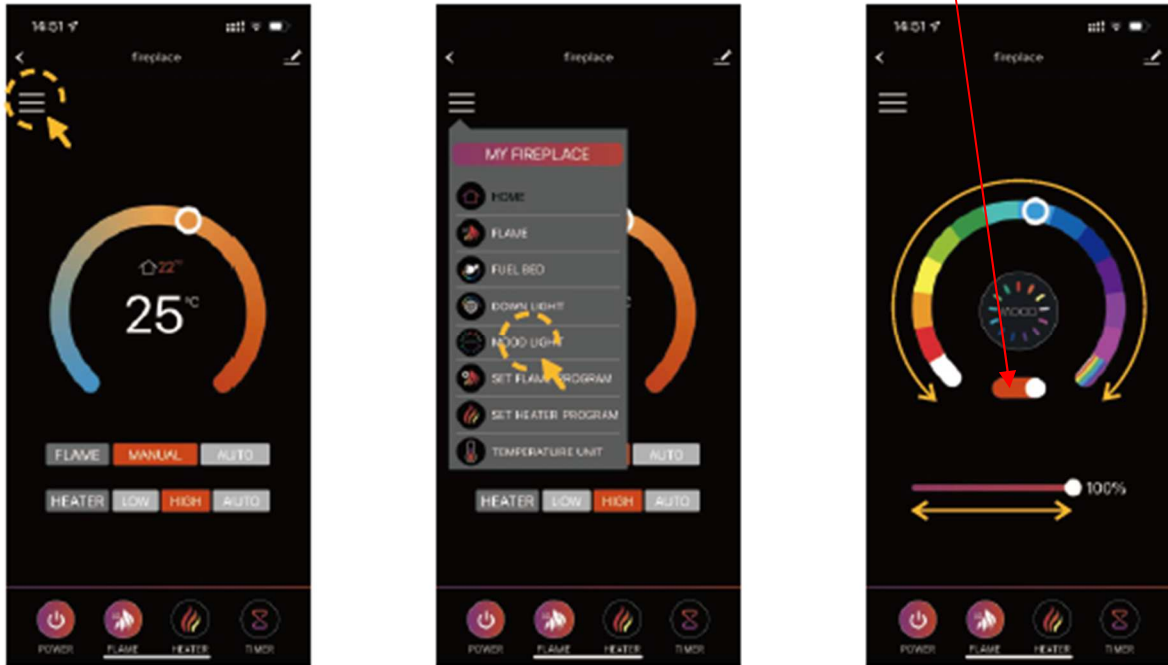 16:51
fireplace
22°C
25 °C
FLAME MANUAL AUTO
HEATER LOW HIGH AUTO
POWER FLAME HEATER TIMER
fireplace
MY FIREPLACE
HOME
FLAME
FUEL BED
DOWN LIGHT
MOOD LIGHT
SET FLAME PROGRAM
SET HEATER PROGRAM
TEMPERATURE UNIT
AUTO
HEATER LOW HIGH AUTO
POWER FLAME HEATER TIMER
16:51
fireplace
MOOD
100%
POWER FLAME HEATER TIMER